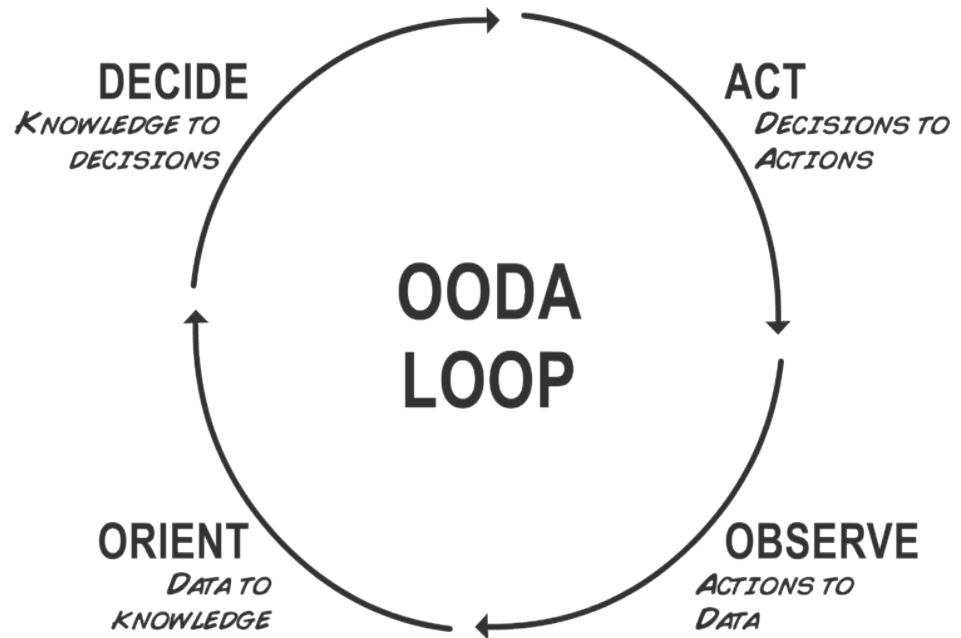 DECIDE
KNOWLEDGE TO
DECISIONS
ACT
DECISIONS TO
ACTIONS
OODA
LOOP
ORIENT
DATA TO
KNOWLEDGE
OBSERVE
ACTIONS TO
DATA